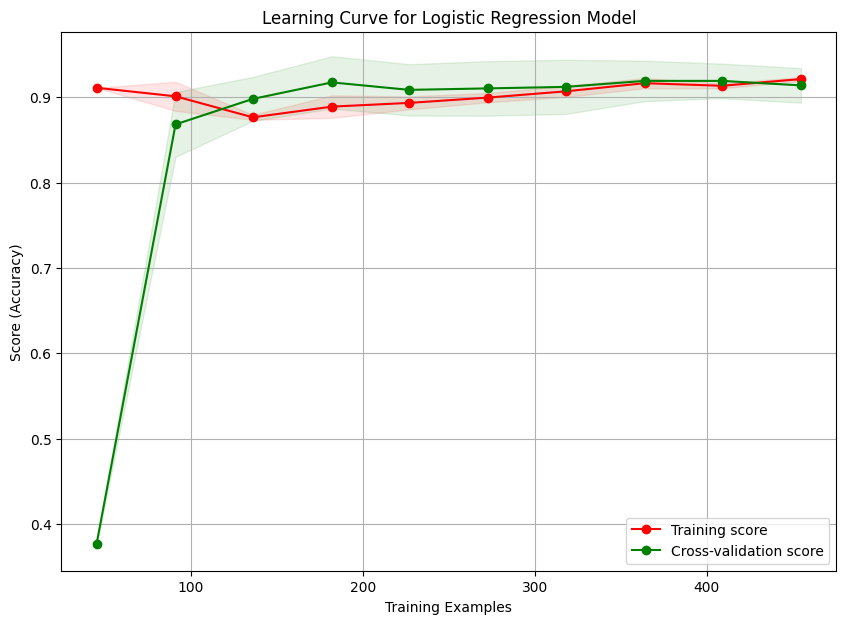 Learning Curve for Logistic Regression Model
Score (Accuracy)
0.9
0.8
0.7
0.6
0.5
0.4
100
200
300
400
Training Examples
Training score
Cross-validation score